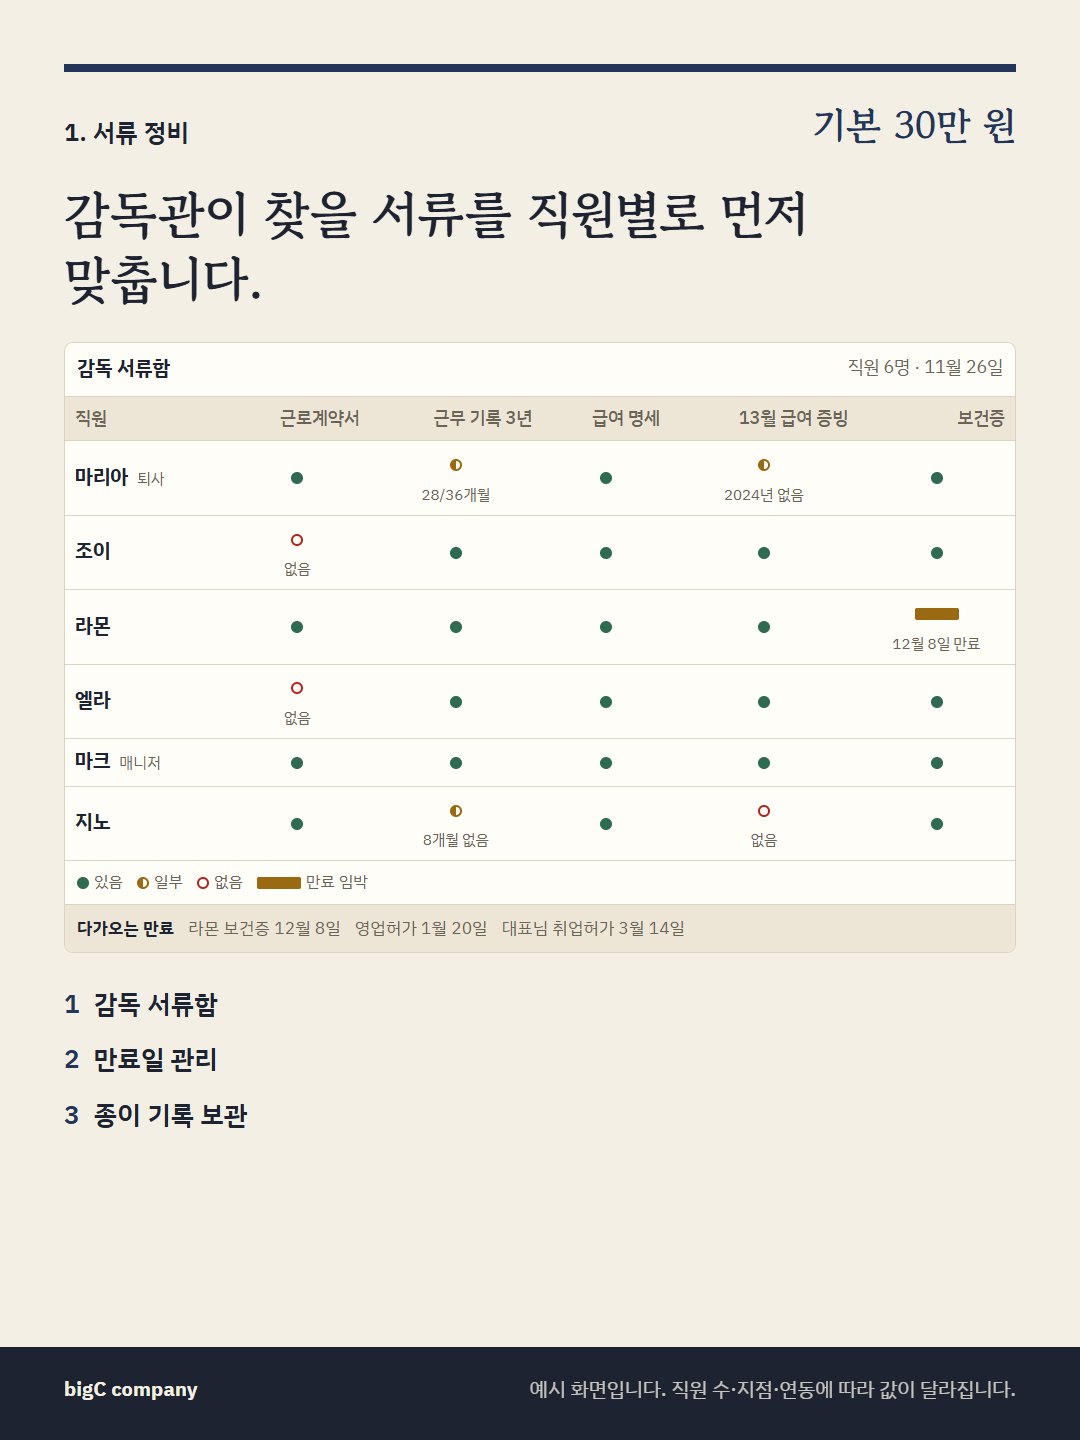 1. 서류 정비
기본 30만 원
감독관이 찾을 서류를 직원별로 먼저
맞춥니다.
감독 서류함
직원 6명 · 11월 26일
직원 근로계약서 근무 기록 3년 급여 명세 13월 급여 증빙 보건증
마리아 퇴사
28/36개월 2024년 없음
조이
없음
라몬
12월 8일 만료
엘라
없음
마크 매니저
지노
8개월 없음 없음
있음 일부 없음 만료 임박
다가오는 만료 라몬 보건증 12월 8일 영업허가 1월 20일 대표님 취업허가 3월 14일
1 감독 서류함
2 만료일 관리
3 종이 기록 보관
bigC company
예시 화면입니다. 직원 수·지점·연동에 따라 값이 달라집니다.